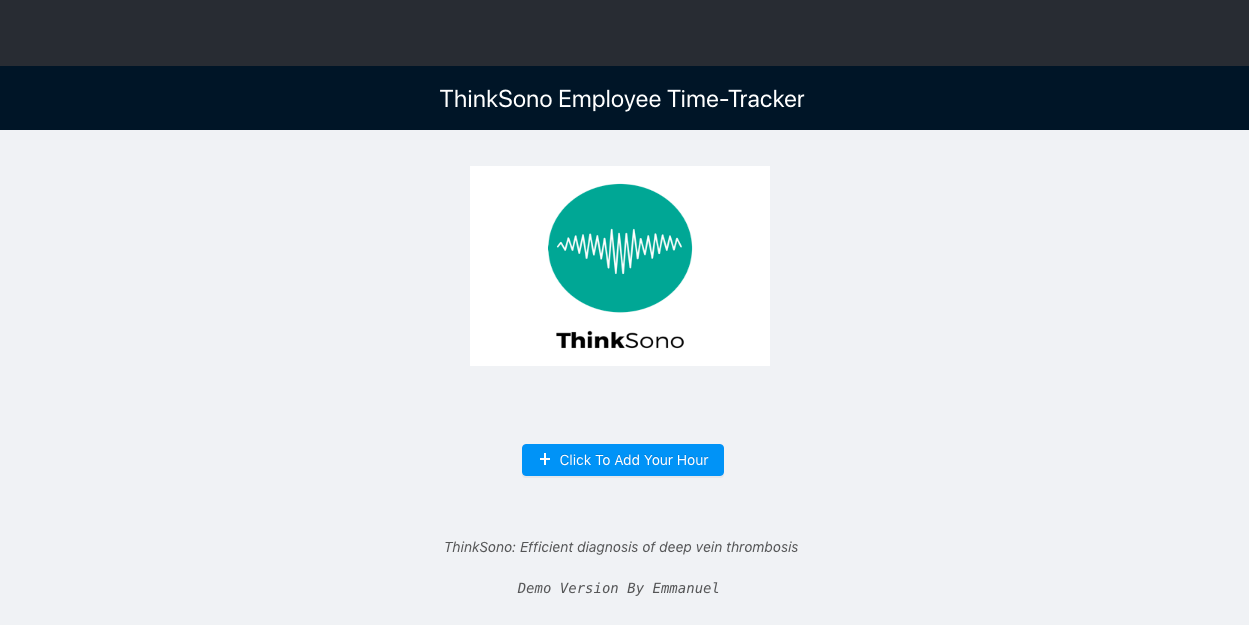 ThinkSono Employee Time-Tracker
ThinkSono
Click To Add Your Hour
ThinkSono: Efficient diagnosis of deep vein thrombosis
Demo Version By Emmanuel